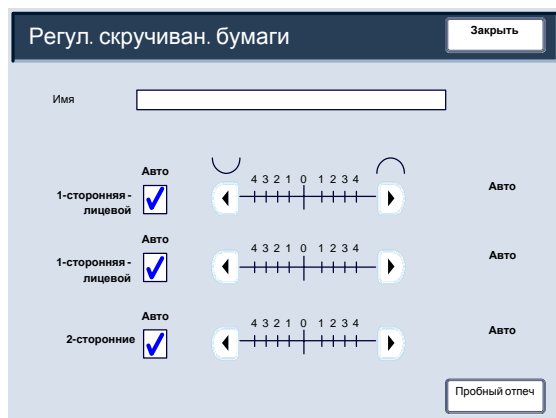 Регул. скручиван. бумаги
Закрыть
Имя
Авто
4 3 2 1 0 1 2 3 4
1-сторонняя -
лицевой
Авто
Авто
4 3 2 1 0 1 2 3 4
1-сторонняя -
лицевой
Авто
Авто
4 3 2 1 0 1 2 3 4
2-сторонние
Авто
Пробный отпеч